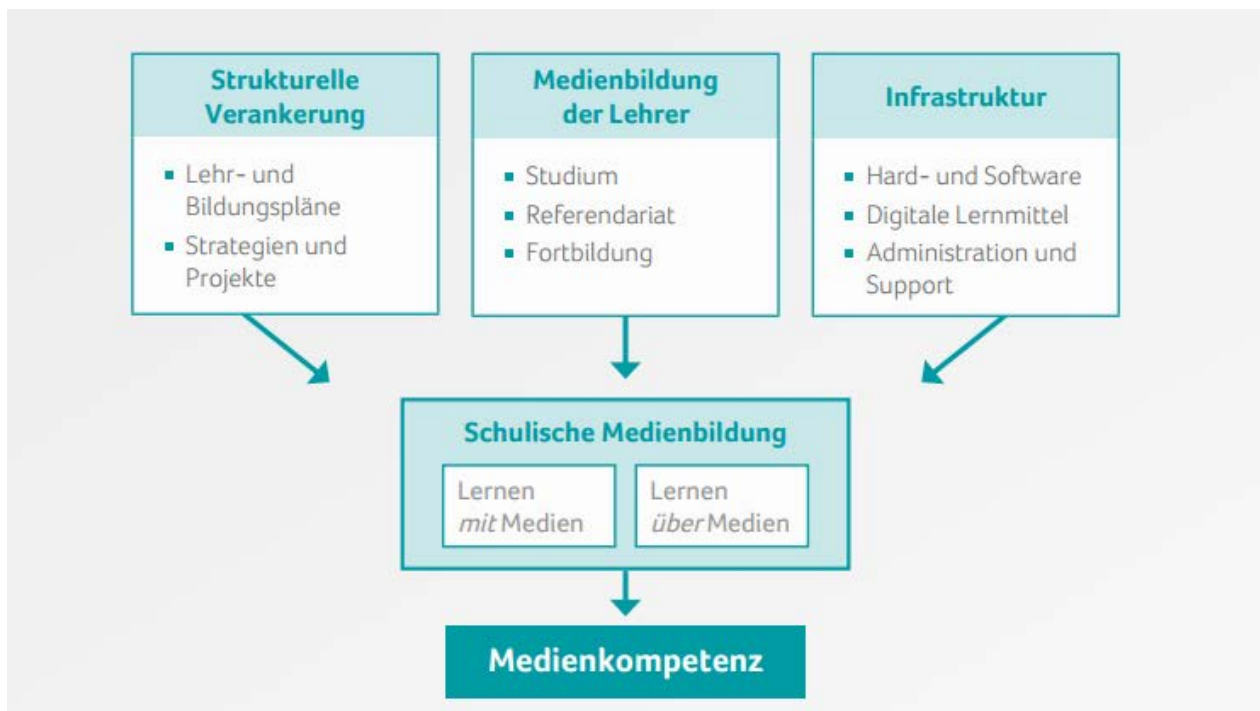 Strukturelle
Verankerung
▪ Lehr- und
Bildungspläne
▪ Strategien und
Projekte
Medienbildung
der Lehrer
▪ Studium
▪ Referendariat
▪ Fortbildung
Infrastruktur
▪ Hard- und Software
▪ Digitale Lernmittel
▪ Administration und
Support
Schulische Medienbildung
Lernen
mit Medien
Lernen
über Medien
Medienkompetenz